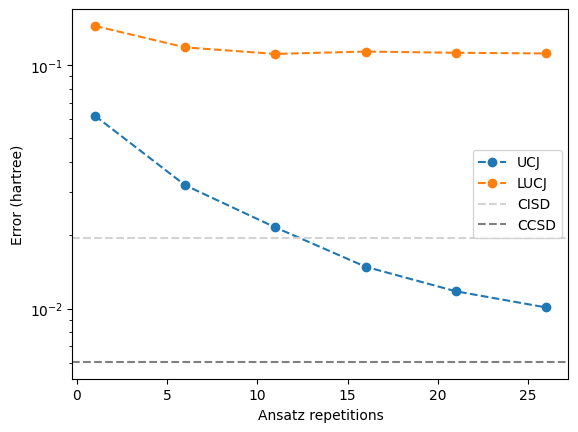 10⁻¹
10⁻²
Error (hartree)
UCJ
LUCJ
CISD
CCSD
0 5 10 15 20 25
Ansatz repetitions